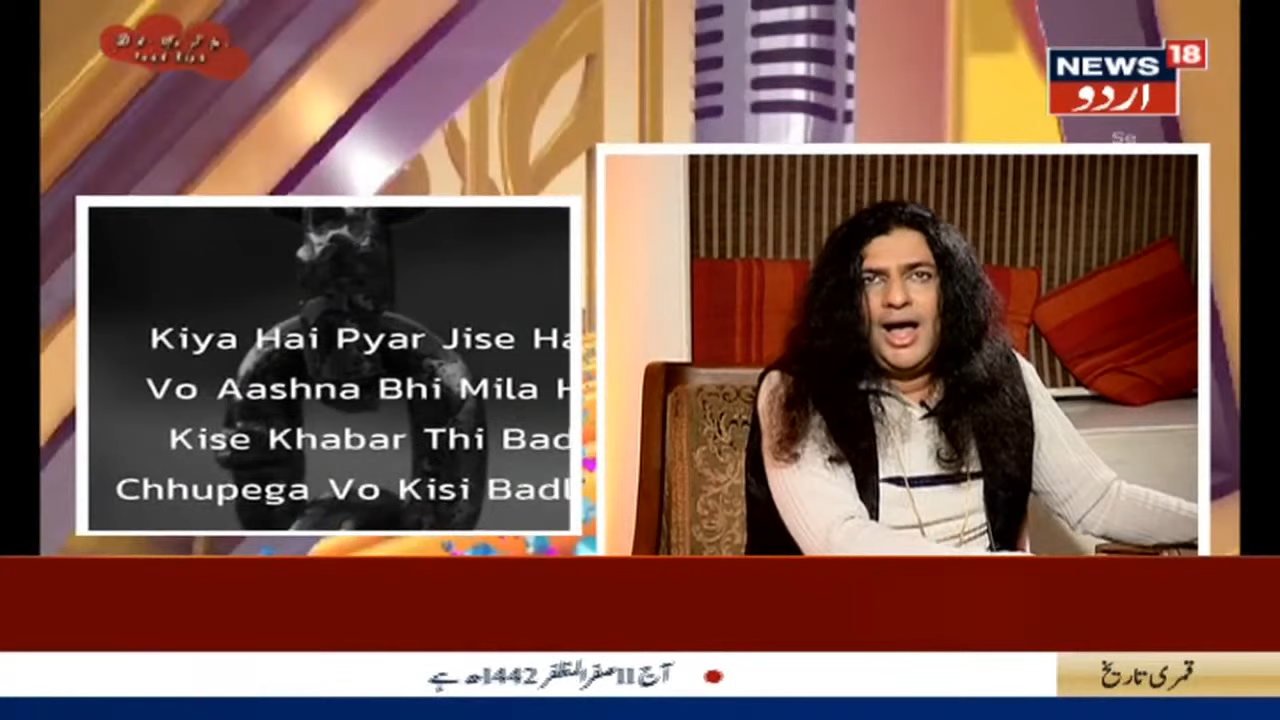 NEWS 18
اردو
Se
Kiya Hai Pyar Jise Ha
Vo Aashna Bhi Mila H
Kise Khabar Thi Bad
Chhupega Vo Kisi Badl
قمری تاریخ
آج 11 صفر المظفر 1442ھ ہے